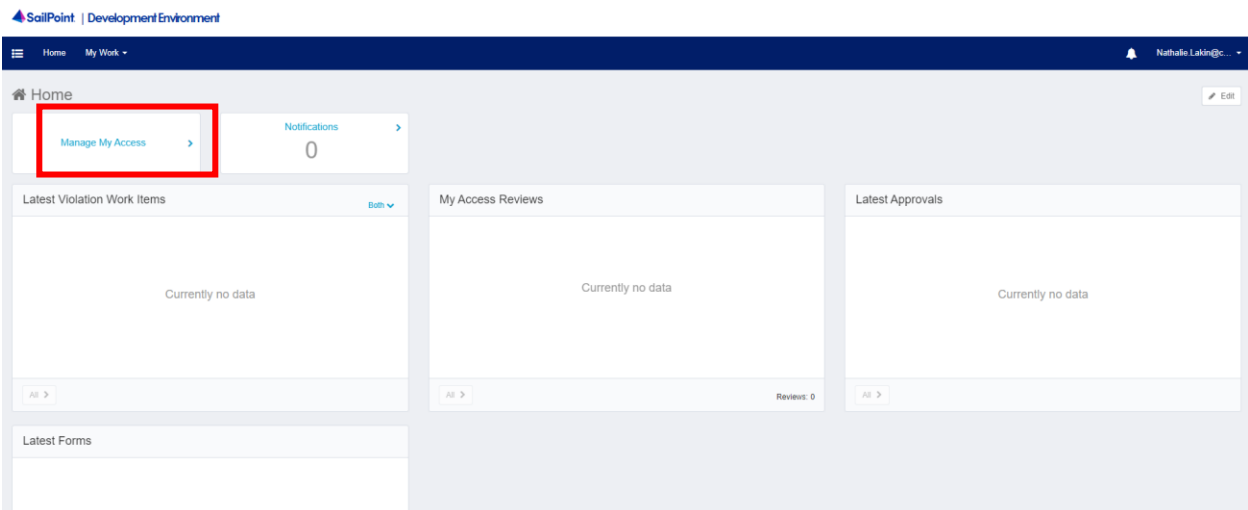 SailPoint | Development Environment
Home My Work
Nathalie.Lakin@c...
Home
Edit
Manage My Access
Notifications
0
Latest Violation Work Items
Both
My Access Reviews
Latest Approvals
Currently no data
Currently no data
Currently no data
All
All
Reviews: 0
All
Latest Forms